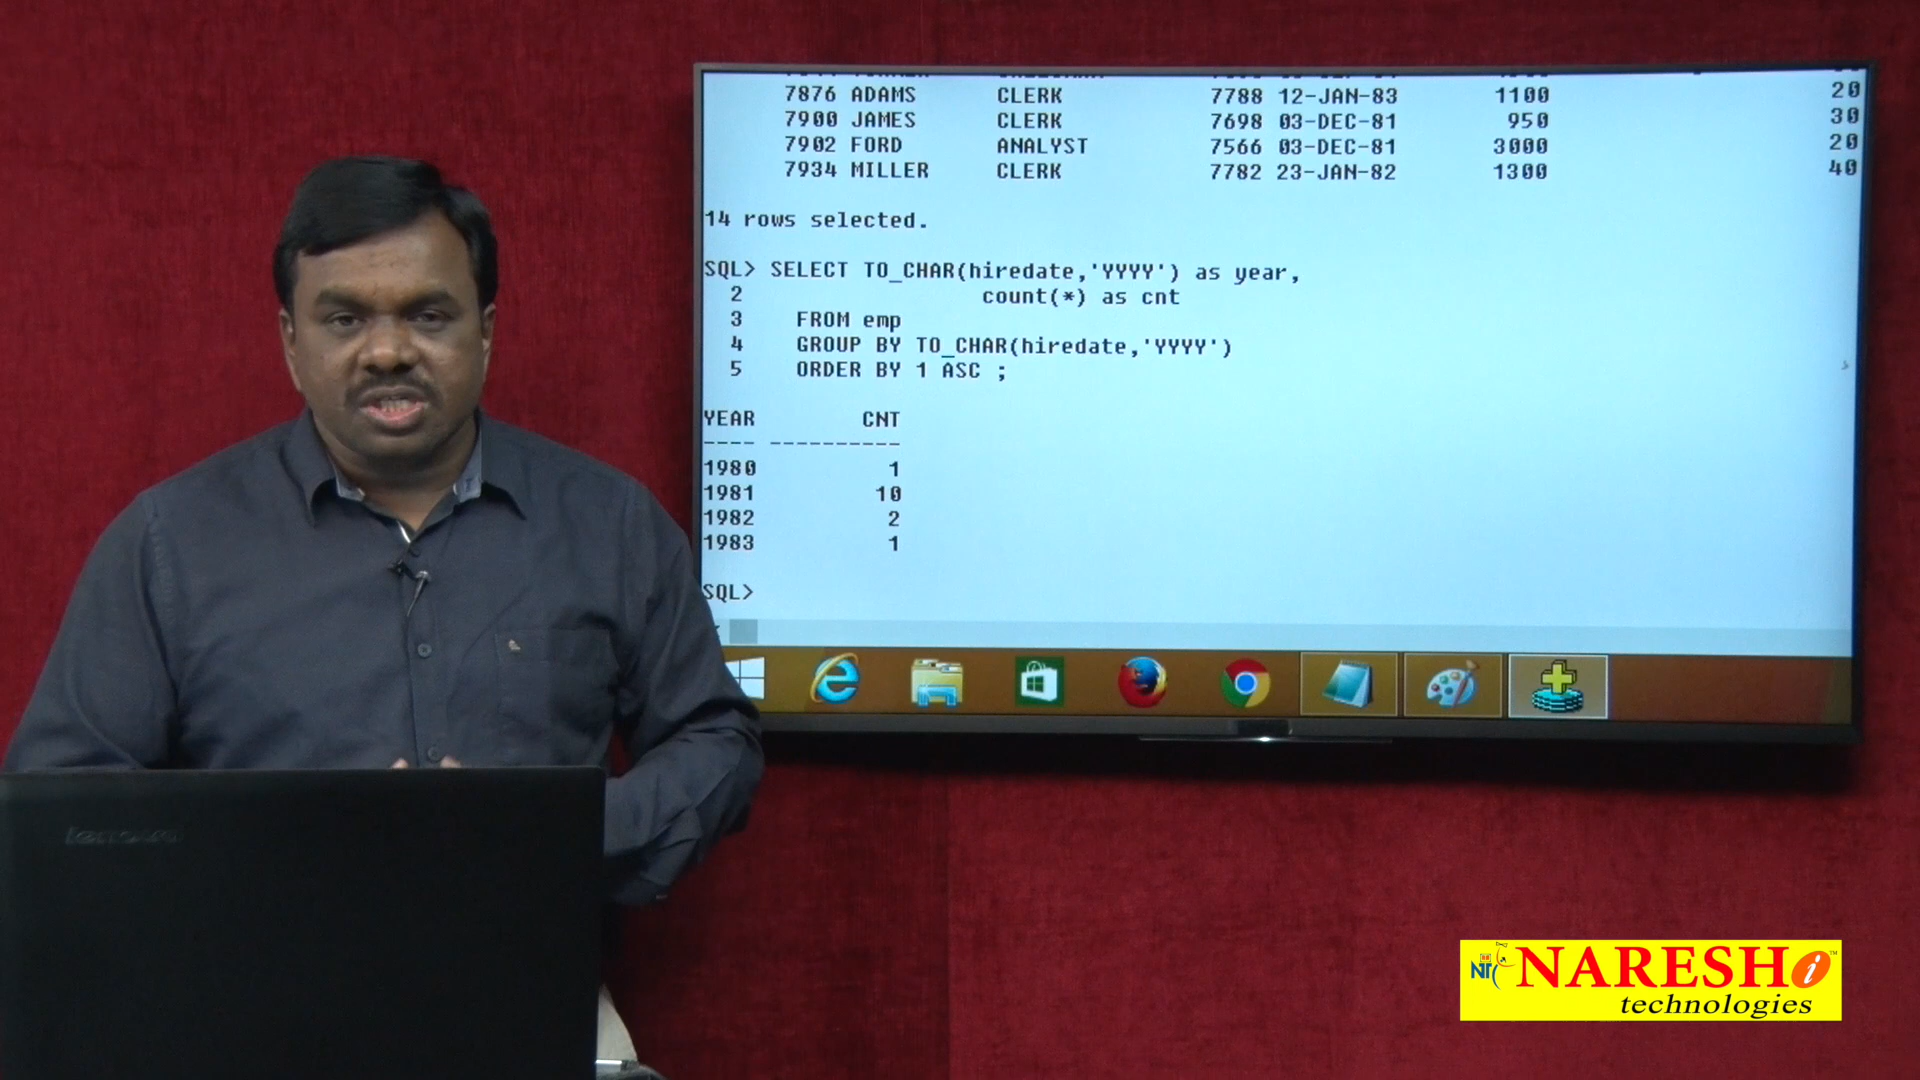 7876 ADAMS CLERK 7788 12-JAN-83 1100 20
7900 JAMES CLERK 7698 03-DEC-81 950 30
7902 FORD ANALYST 7566 03-DEC-81 3000 20
7934 MILLER CLERK 7782 23-JAN-82 1300 40
14 rows selected.
SQL> SELECT TO_CHAR(hiredate,'YYYY') as year,
2 count(*) as cnt
3 FROM emp
4 GROUP BY TO_CHAR(hiredate,'YYYY')
5 ORDER BY 1 ASC ;
YEAR CNT
---- ----------
1980 1
1981 10
1982 2
1983 1
SQL>
lenovo
NARESH i ™
technologies